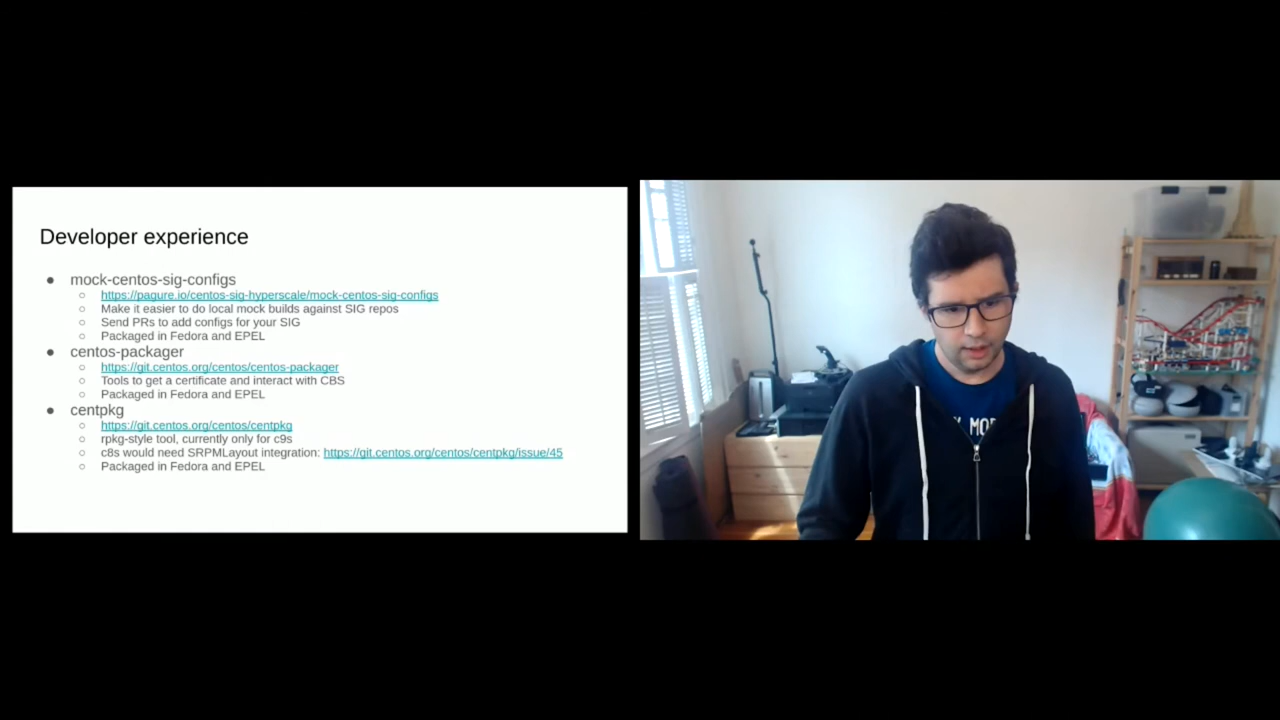 Developer experience
● mock-centos-sig-configs
○ https://pagure.io/centos-sig-hyperscale/mock-centos-sig-configs
○ Make it easier to do local mock builds against SIG repos
○ Send PRs to add configs for your SIG
○ Packaged in Fedora and EPEL
● centos-packager
○ https://git.centos.org/centos/centos-packager
○ Tools to get a certificate and interact with CBS
○ Packaged in Fedora and EPEL
● centpkg
○ https://git.centos.org/centos/centpkg
○ rpkg-style tool, currently only for c9s
○ c8s would need SRPMLayout integration: https://git.centos.org/centos/centpkg/issue/45
○ Packaged in Fedora and EPEL